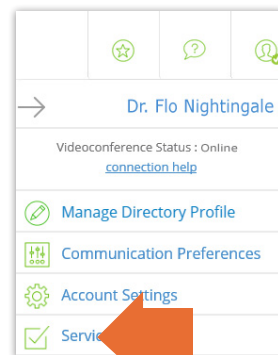 Dr. Flo Nightingale
Videoconference Status : Online
connection help
Manage Directory Profile
Communication Preferences
Account Settings